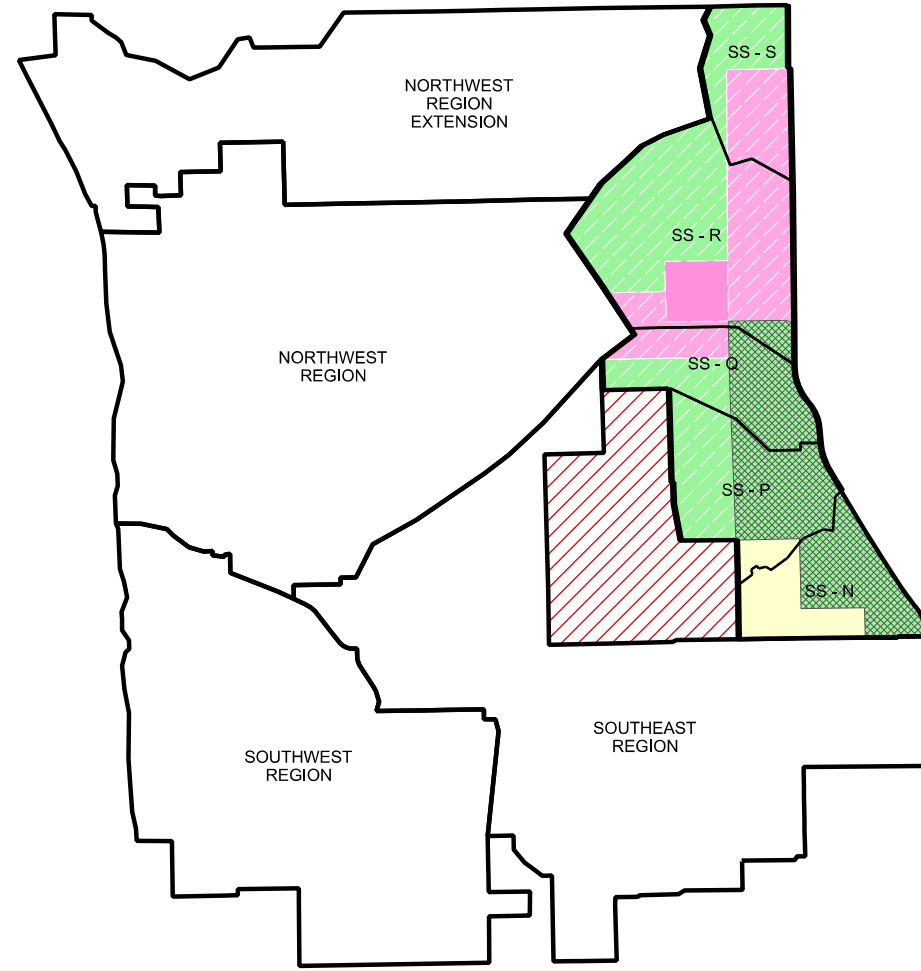 SS - S
NORTHWEST
REGION
EXTENSION
SS - R
NORTHWEST
REGION
SS - Q
SS - P
SS - N
SOUTHEAST
REGION
SOUTHWEST
REGION